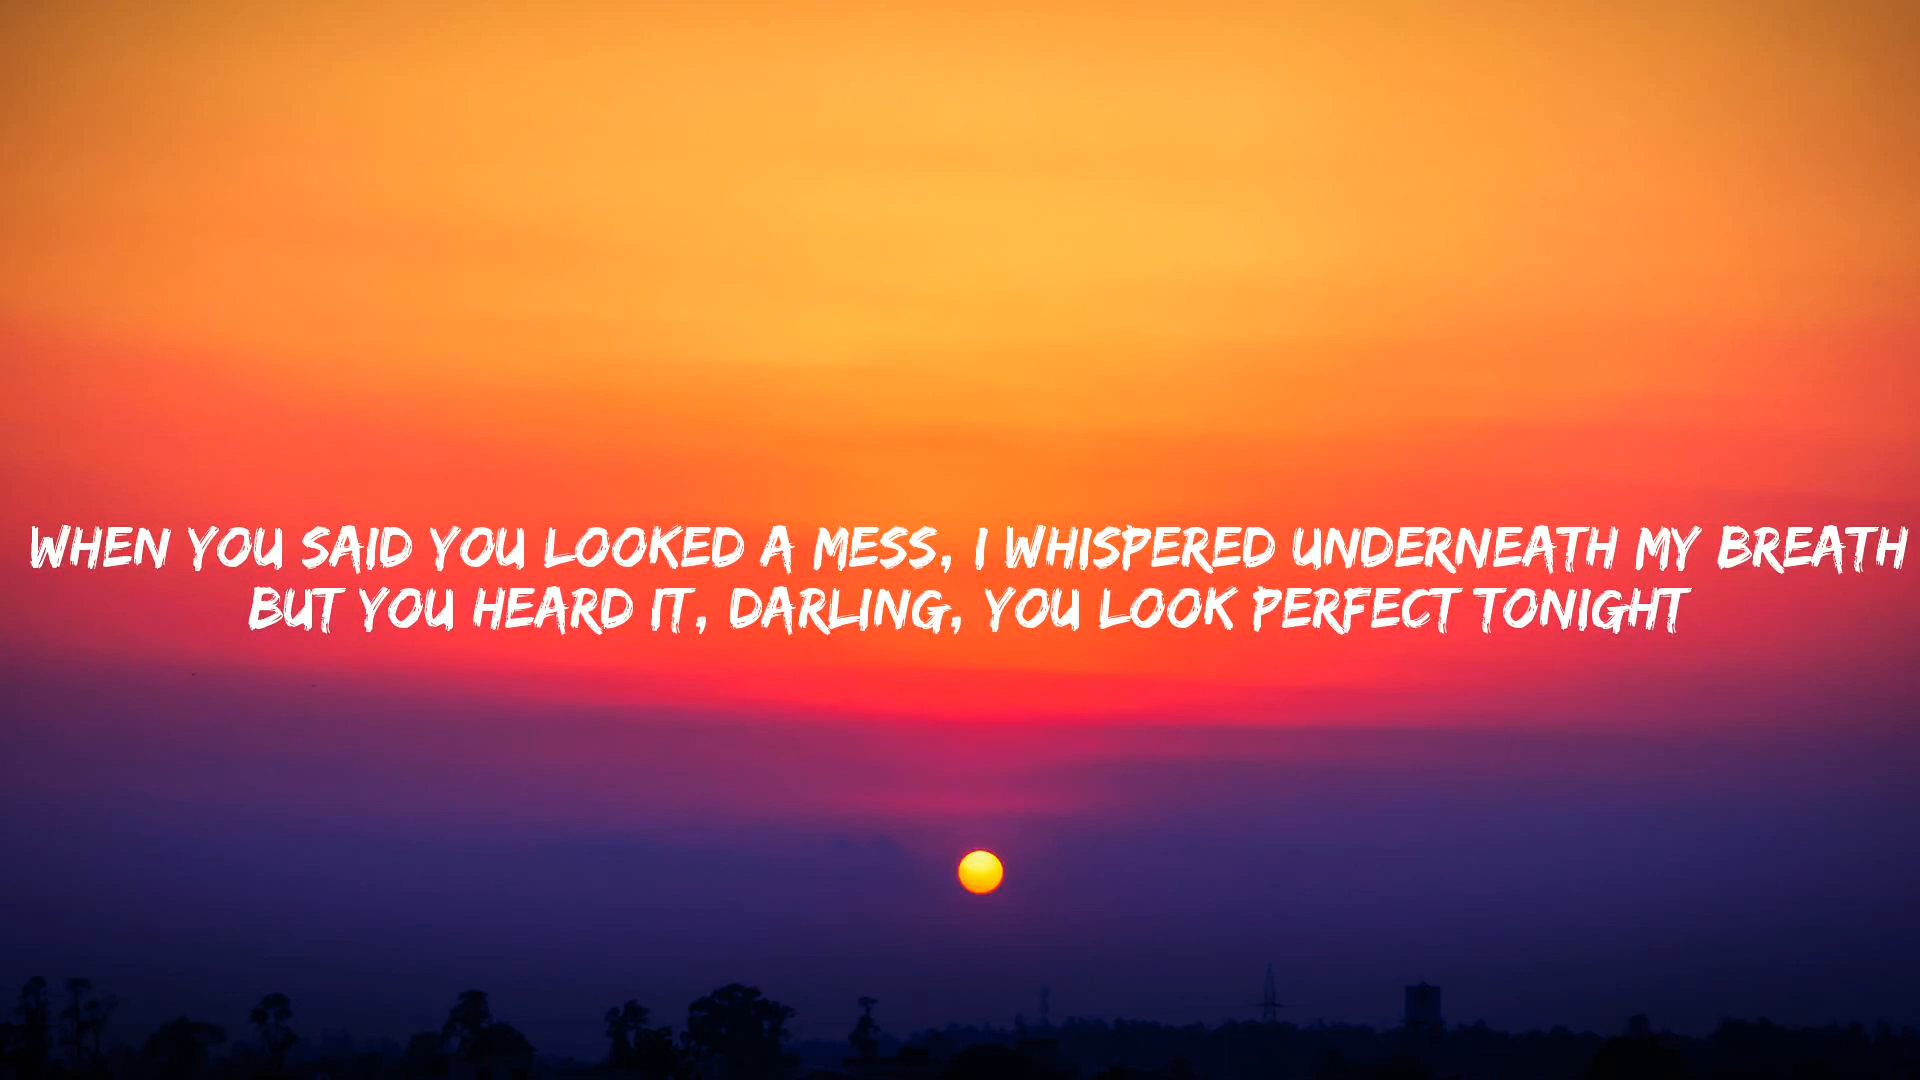 WHEN YOU SAID YOU LOOKED A MESS, I WHISPERED UNDERNEATH MY BREATH
BUT YOU HEARD IT, DARLING, YOU LOOK PERFECT TONIGHT